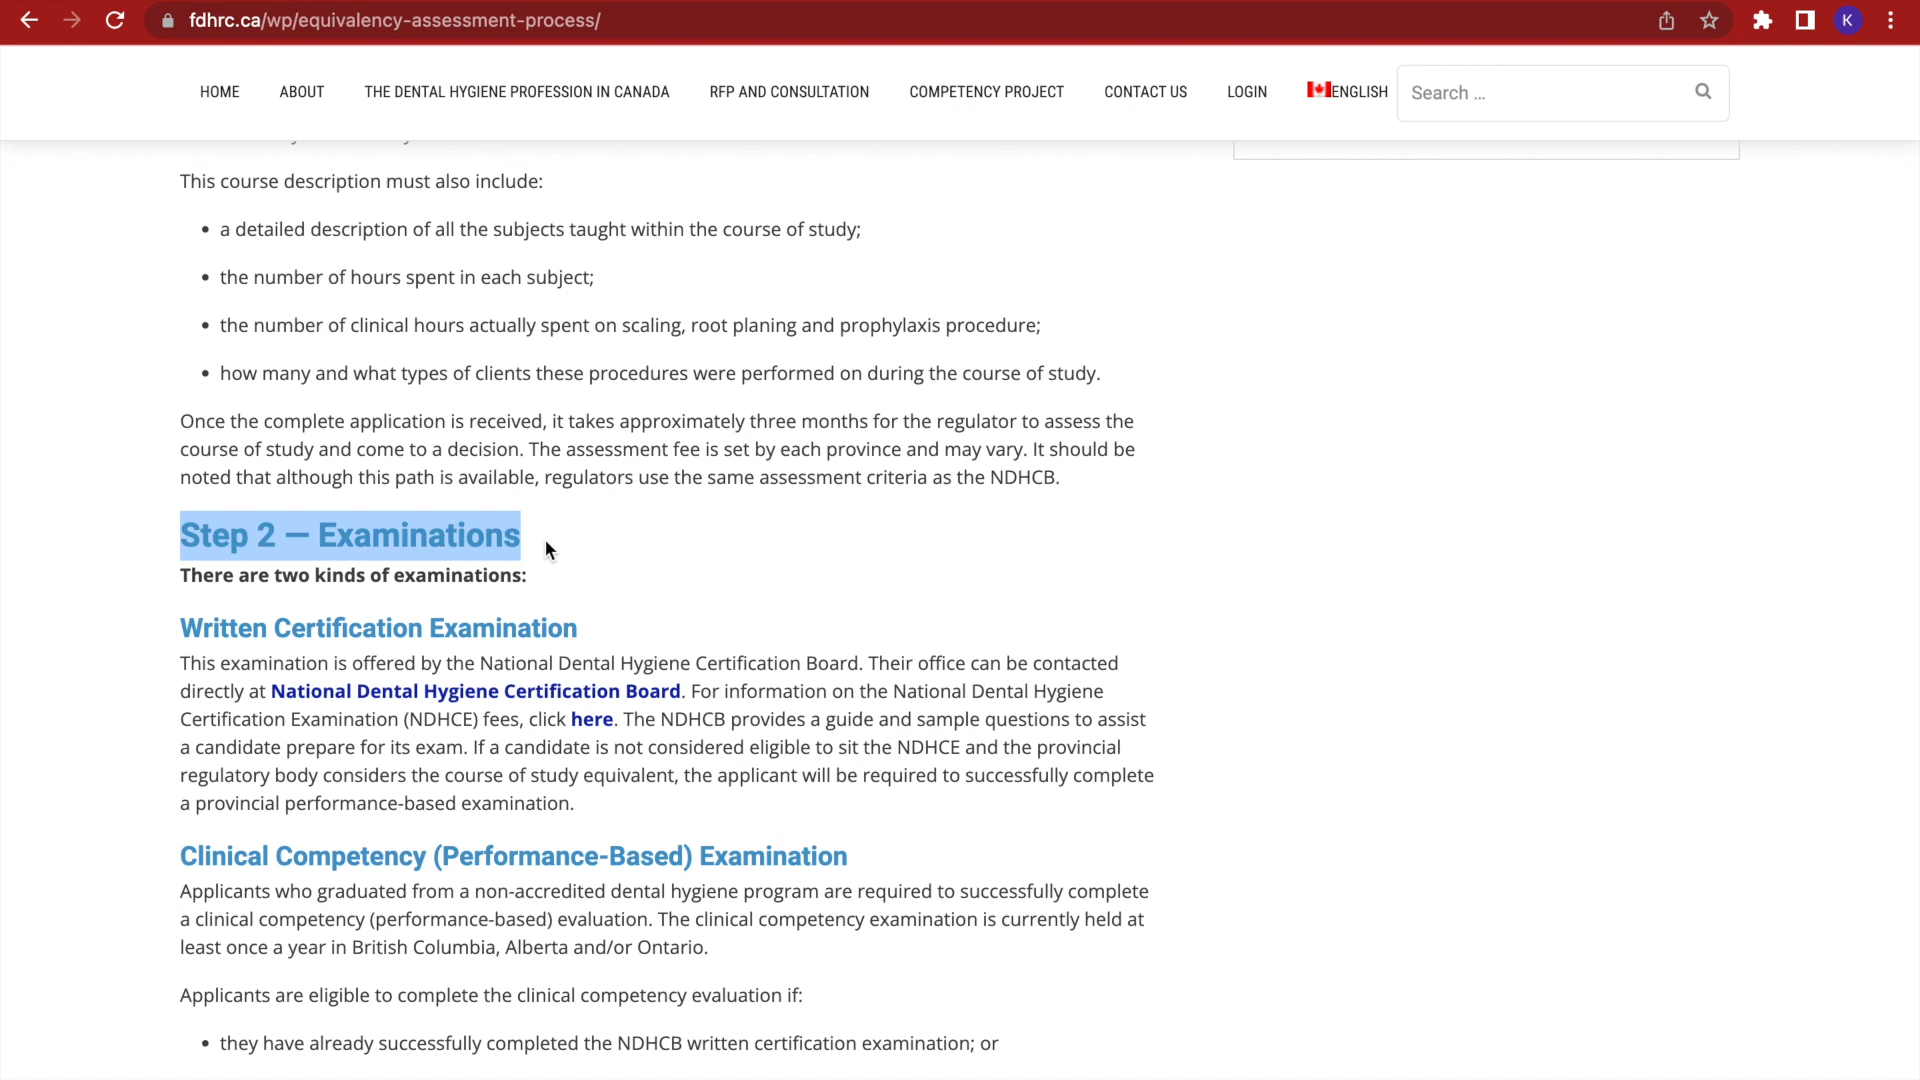 fdhrc.ca/wp/equivalency-assessment-process/
K
HOME ABOUT THE DENTAL HYGIENE PROFESSION IN CANADA RFP AND CONSULTATION COMPETENCY PROJECT CONTACT US LOGIN ENGLISH Search ...
This course description must also include:
• a detailed description of all the subjects taught within the course of study;
• the number of hours spent in each subject;
• the number of clinical hours actually spent on scaling, root planing and prophylaxis procedure;
• how many and what types of clients these procedures were performed on during the course of study.
Once the complete application is received, it takes approximately three months for the regulator to assess the
course of study and come to a decision. The assessment fee is set by each province and may vary. It should be
noted that although this path is available, regulators use the same assessment criteria as the NDHCB.
Step 2 — Examinations
There are two kinds of examinations:
Written Certification Examination
This examination is offered by the National Dental Hygiene Certification Board. Their office can be contacted
directly at National Dental Hygiene Certification Board. For information on the National Dental Hygiene
Certification Examination (NDHCE) fees, click here. The NDHCB provides a guide and sample questions to assist
a candidate prepare for its exam. If a candidate is not considered eligible to sit the NDHCE and the provincial
regulatory body considers the course of study equivalent, the applicant will be required to successfully complete
a provincial performance-based examination.
Clinical Competency (Performance-Based) Examination
Applicants who graduated from a non-accredited dental hygiene program are required to successfully complete
a clinical competency (performance-based) evaluation. The clinical competency examination is currently held at
least once a year in British Columbia, Alberta and/or Ontario.
Applicants are eligible to complete the clinical competency evaluation if:
• they have already successfully completed the NDHCB written certification examination; or